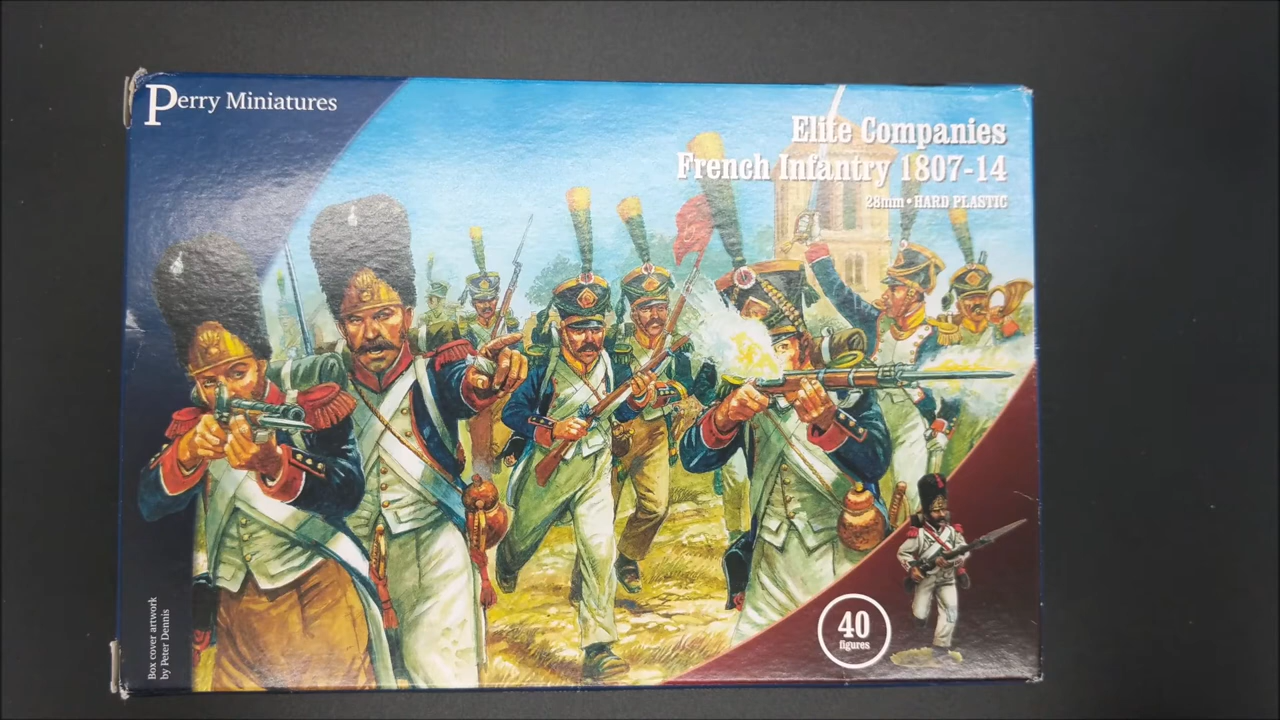 Perry Miniatures
Elite Companies
French Infantry 1807-14
28mm • HARD PLASTIC
Box cover artwork
by Peter Dennis
40
figures